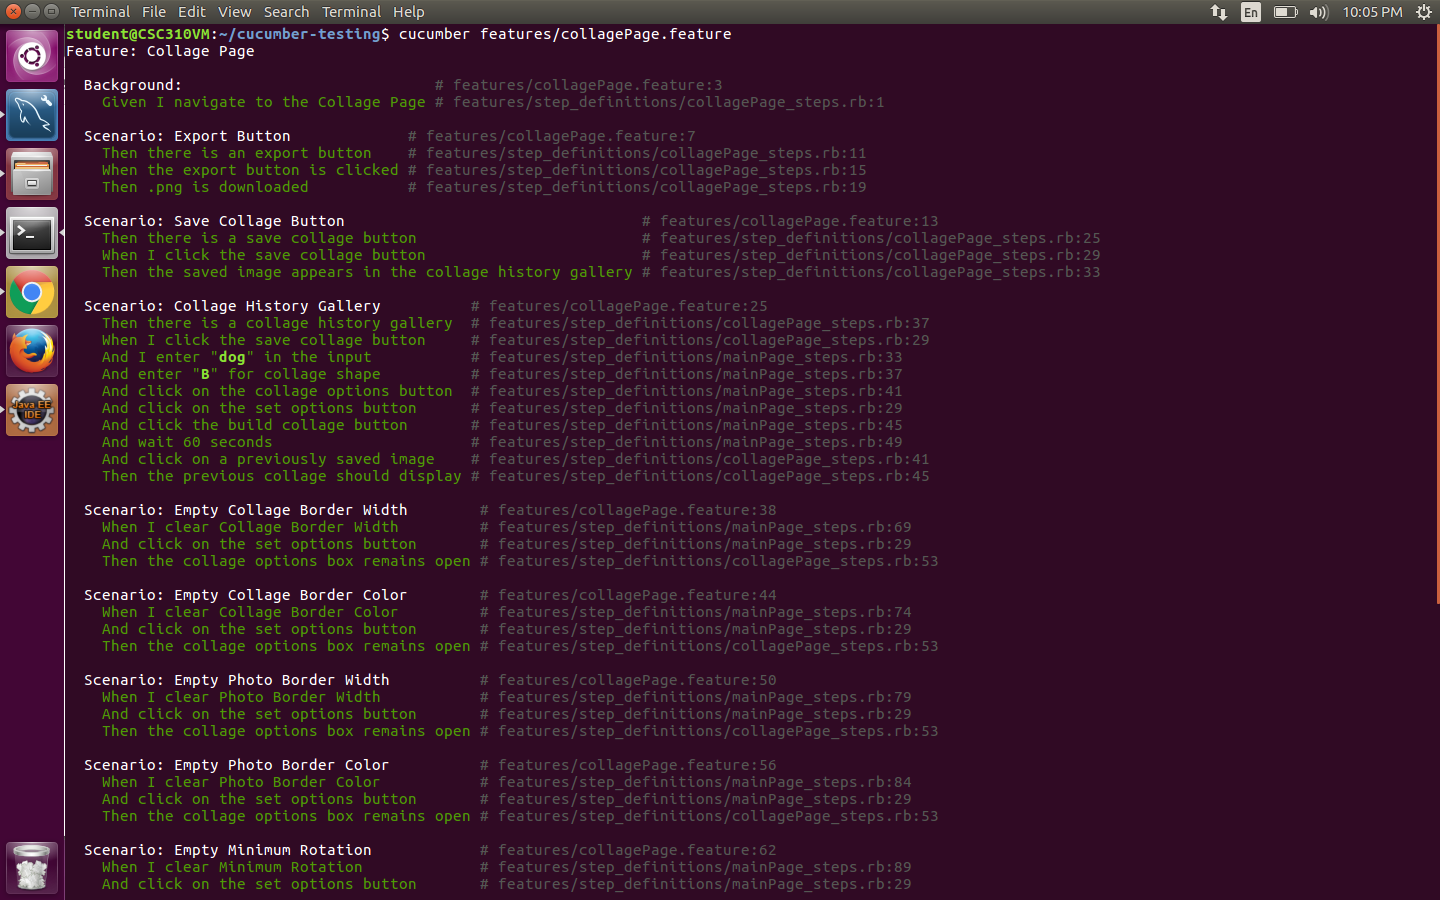 Terminal File Edit View Search Terminal Help En 10:05 PM
student@CSC310VM:~/cucumber-testing$ cucumber features/collagePage.feature
Feature: Collage Page
Background: # features/collagePage.feature:3
Given I navigate to the Collage Page # features/step_definitions/collagePage_steps.rb:1
Scenario: Export Button # features/collagePage.feature:7
Then there is an export button # features/step_definitions/collagePage_steps.rb:11
When the export button is clicked # features/step_definitions/collagePage_steps.rb:15
Then .png is downloaded # features/step_definitions/collagePage_steps.rb:19
Scenario: Save Collage Button # features/collagePage.feature:13
Then there is a save collage button # features/step_definitions/collagePage_steps.rb:25
When I click the save collage button # features/step_definitions/collagePage_steps.rb:29
Then the saved image appears in the collage history gallery # features/step_definitions/collagePage_steps.rb:33
Scenario: Collage History Gallery # features/collagePage.feature:25
Then there is a collage history gallery # features/step_definitions/collagePage_steps.rb:37
When I click the save collage button # features/step_definitions/collagePage_steps.rb:29
And I enter "dog" in the input # features/step_definitions/mainPage_steps.rb:33
And enter "B" for collage shape # features/step_definitions/mainPage_steps.rb:37
And click on the collage options button # features/step_definitions/mainPage_steps.rb:41
And click on the set options button # features/step_definitions/mainPage_steps.rb:29
And click the build collage button # features/step_definitions/mainPage_steps.rb:45
And wait 60 seconds # features/step_definitions/mainPage_steps.rb:49
And click on a previously saved image # features/step_definitions/collagePage_steps.rb:41
Then the previous collage should display # features/step_definitions/collagePage_steps.rb:45
Java EE
IDE
Scenario: Empty Collage Border Width # features/collagePage.feature:38
When I clear Collage Border Width # features/step_definitions/mainPage_steps.rb:69
And click on the set options button # features/step_definitions/mainPage_steps.rb:29
Then the collage options box remains open # features/step_definitions/collagePage_steps.rb:53
Scenario: Empty Collage Border Color # features/collagePage.feature:44
When I clear Collage Border Color # features/step_definitions/mainPage_steps.rb:74
And click on the set options button # features/step_definitions/mainPage_steps.rb:29
Then the collage options box remains open # features/step_definitions/collagePage_steps.rb:53
Scenario: Empty Photo Border Width # features/collagePage.feature:50
When I clear Photo Border Width # features/step_definitions/mainPage_steps.rb:79
And click on the set options button # features/step_definitions/mainPage_steps.rb:29
Then the collage options box remains open # features/step_definitions/collagePage_steps.rb:53
Scenario: Empty Photo Border Color # features/collagePage.feature:56
When I clear Photo Border Color # features/step_definitions/mainPage_steps.rb:84
And click on the set options button # features/step_definitions/mainPage_steps.rb:29
Then the collage options box remains open # features/step_definitions/collagePage_steps.rb:53
Scenario: Empty Minimum Rotation # features/collagePage.feature:62
When I clear Minimum Rotation # features/step_definitions/mainPage_steps.rb:89
And click on the set options button # features/step_definitions/mainPage_steps.rb:29